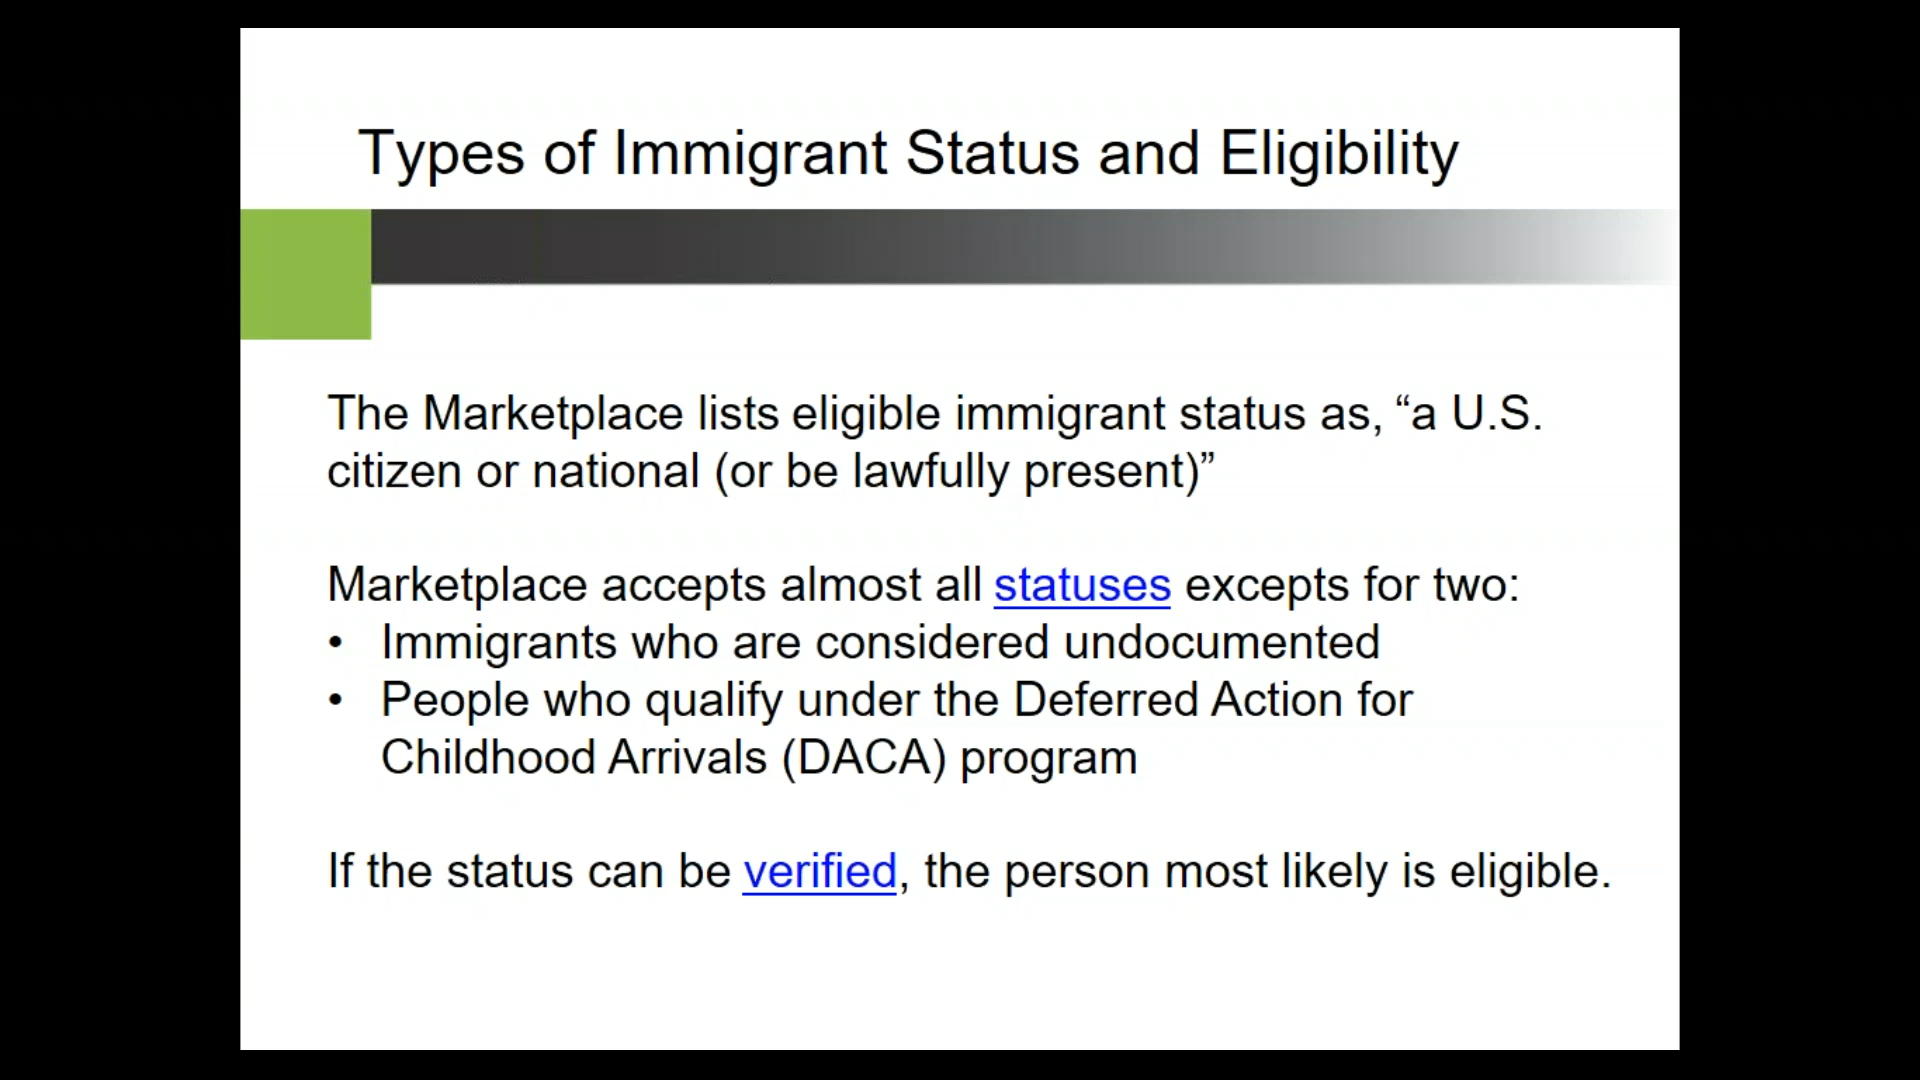 Types of Immigrant Status and Eligibility
The Marketplace lists eligible immigrant status as, “a U.S.
citizen or national (or be lawfully present)”
Marketplace accepts almost all statuses excepts for two:
• Immigrants who are considered undocumented
• People who qualify under the Deferred Action for
Childhood Arrivals (DACA) program
If the status can be verified, the person most likely is eligible.